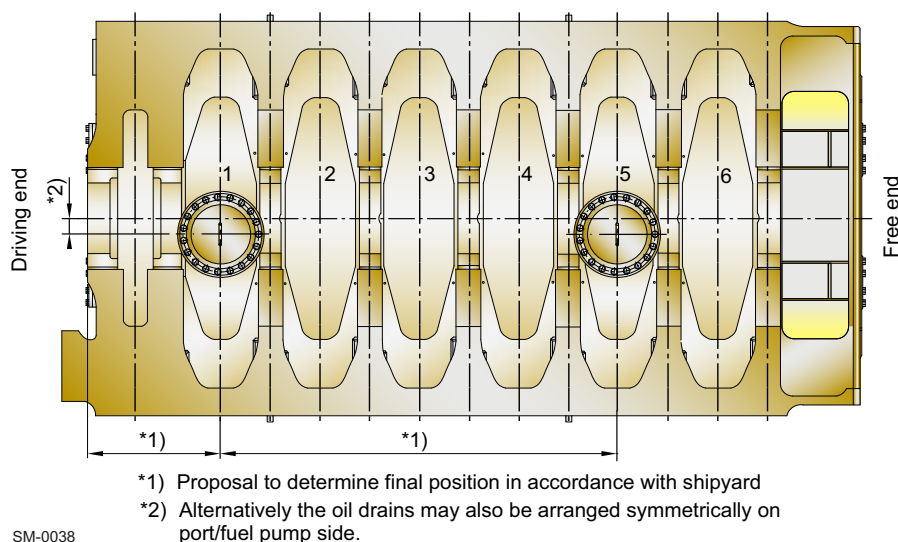 1
2
3
4
5
6
*2)
Driving end
Free end
*1)
*1)
*1) Proposal to determine final position in accordance with shipyard
*2) Alternatively the oil drains may also be arranged symmetrically on
port/fuel pump side.
SM-0038